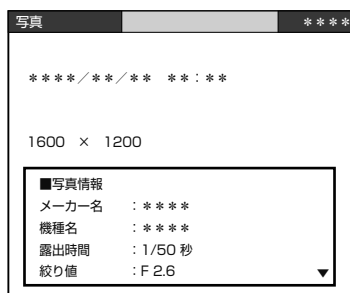 写真 ＊＊＊＊
＊＊＊＊／＊＊／＊＊ ＊＊：＊＊
1600 × 1200
■写真情報
メーカー名 ：＊＊＊＊
機種名 ：＊＊＊＊
露出時間 ：1/50 秒
絞り値 ：F 2.6 ▼